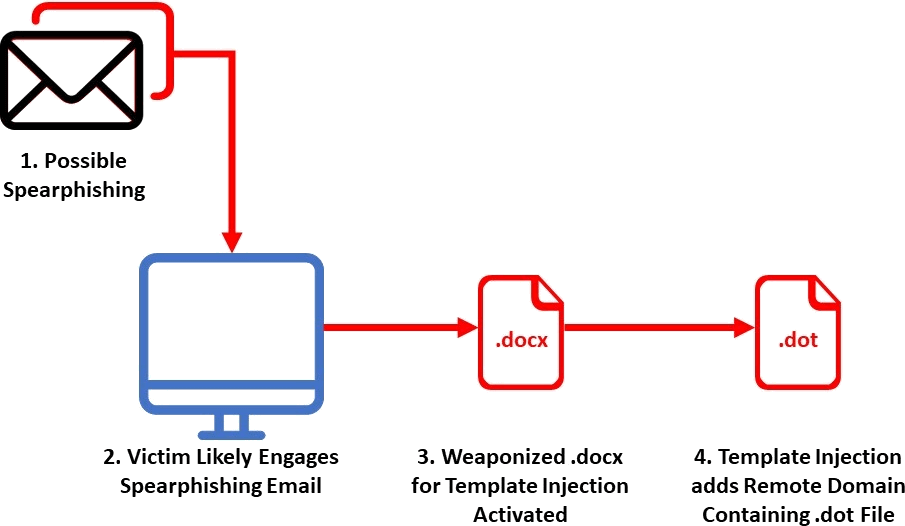 1. Possible
Spearphishing
.docx
.dot
2. Victim Likely Engages
Spearphishing Email
3. Weaponized .docx
for Template Injection
Activated
4. Template Injection
adds Remote Domain
Containing .dot File